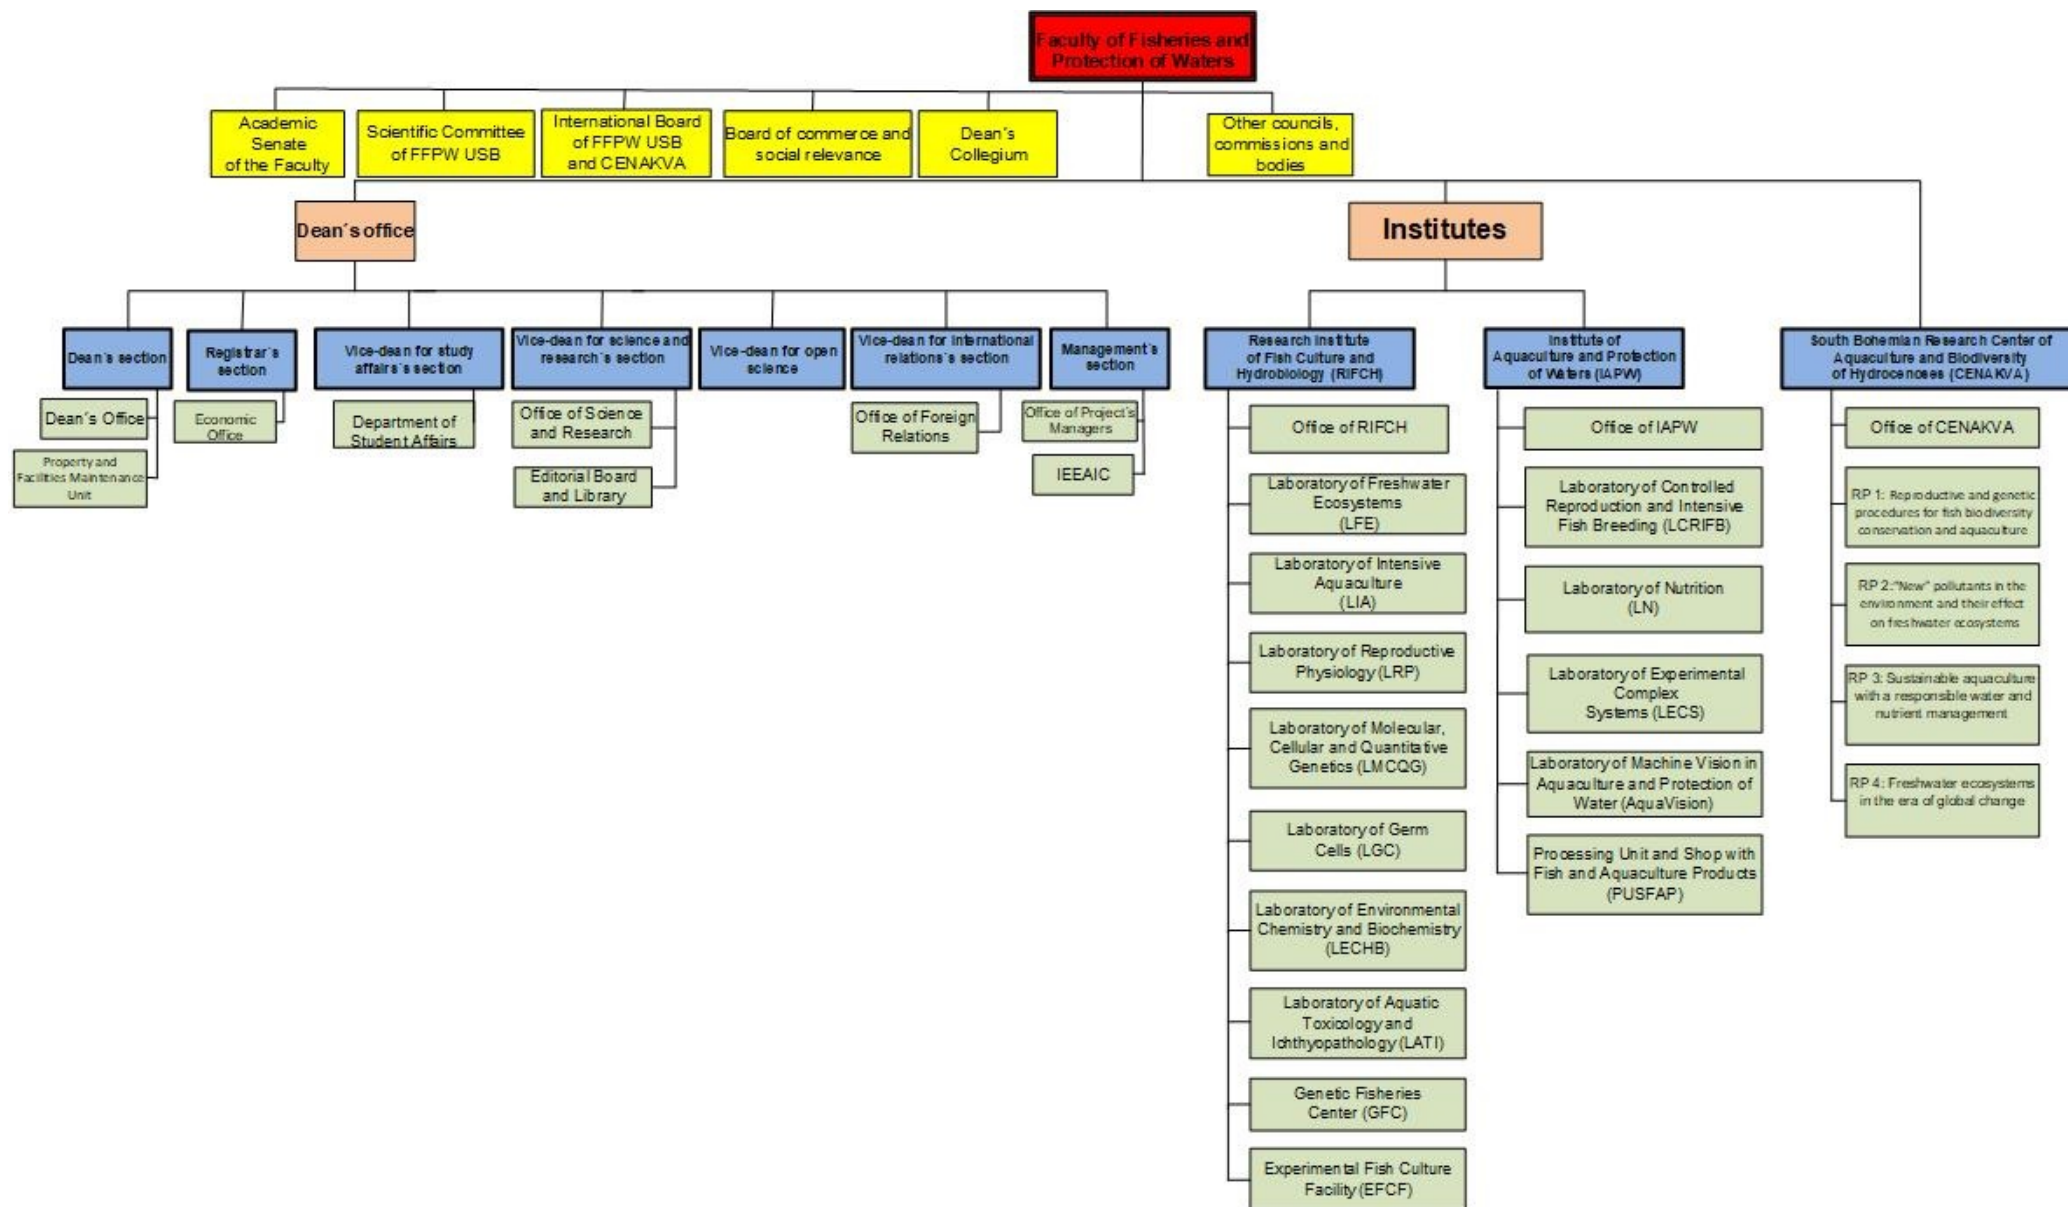 Faculty of Fisheries and
Protection of Waters
Academic
Senate
of the Faculty
Scientific Committee
of FFPW USB
International Board
of FFPW USB
and CENAKVA
Board of commerce and
social relevance
Dean´s
Collegium
Other councils,
commissions and
bodies
Dean´s office
Institutes
Dean´s section
Registrar´s
section
Vice-dean for study
affairs´s section
Vice-dean for science and
research´s section
Vice-dean for open
science
Vice-dean for international
relations´s section
Management´s
section
Research Institute
of Fish Culture and
Hydrobiology (RIFCH)
Institute of
Aquaculture and Protection
of Waters (IAPW)
South Bohemian Research Center of
Aquaculture and Biodiversity
of Hydrocenoses (CENAKVA)
Dean´s Office
Property and
Facilities Maintenance
Unit
Economic
Office
Department of
Student Affairs
Office of Science
and Research
Editorial Board
and Library
Office of Foreign
Relations
Office of Project's
Managers
IEEAIC
Office of RIFCH
Laboratory of Freshwater
Ecosystems
(LFE)
Laboratory of Intensive
Aquaculture
(LIA)
Laboratory of Reproductive
Physiology (LRP)
Laboratory of Molecular,
Cellular and Quantitative
Genetics (LMCQG)
Laboratory of Germ
Cells (LGC)
Laboratory of Environmental
Chemistry and Biochemistry
(LECHB)
Laboratory of Aquatic
Toxicology and
Ichthyopathology (LATI)
Genetic Fisheries
Center (GFC)
Experimental Fish Culture
Facility (EFCF)
Office of IAPW
Laboratory of Controlled
Reproduction and Intensive
Fish Breeding (LCRIFB)
Laboratory of Nutrition
(LN)
Laboratory of Experimental
Complex
Systems (LECS)
Laboratory of Machine Vision in
Aquaculture and Protection of
Water (AquaVision)
Processing Unit and Shop with
Fish and Aquaculture Products
(PUSFAP)
Office of CENAKVA
RP 1: Reproductive and genetic
procedures for fish biodiversity
conservation and aquaculture
RP 2:"New" pollutants in the
environment and their effect
on freshwater ecosystems
RP 3: Sustainable aquaculture
with a responsible water and
nutrient management
RP 4: Freshwater ecosystems
in the era of global change